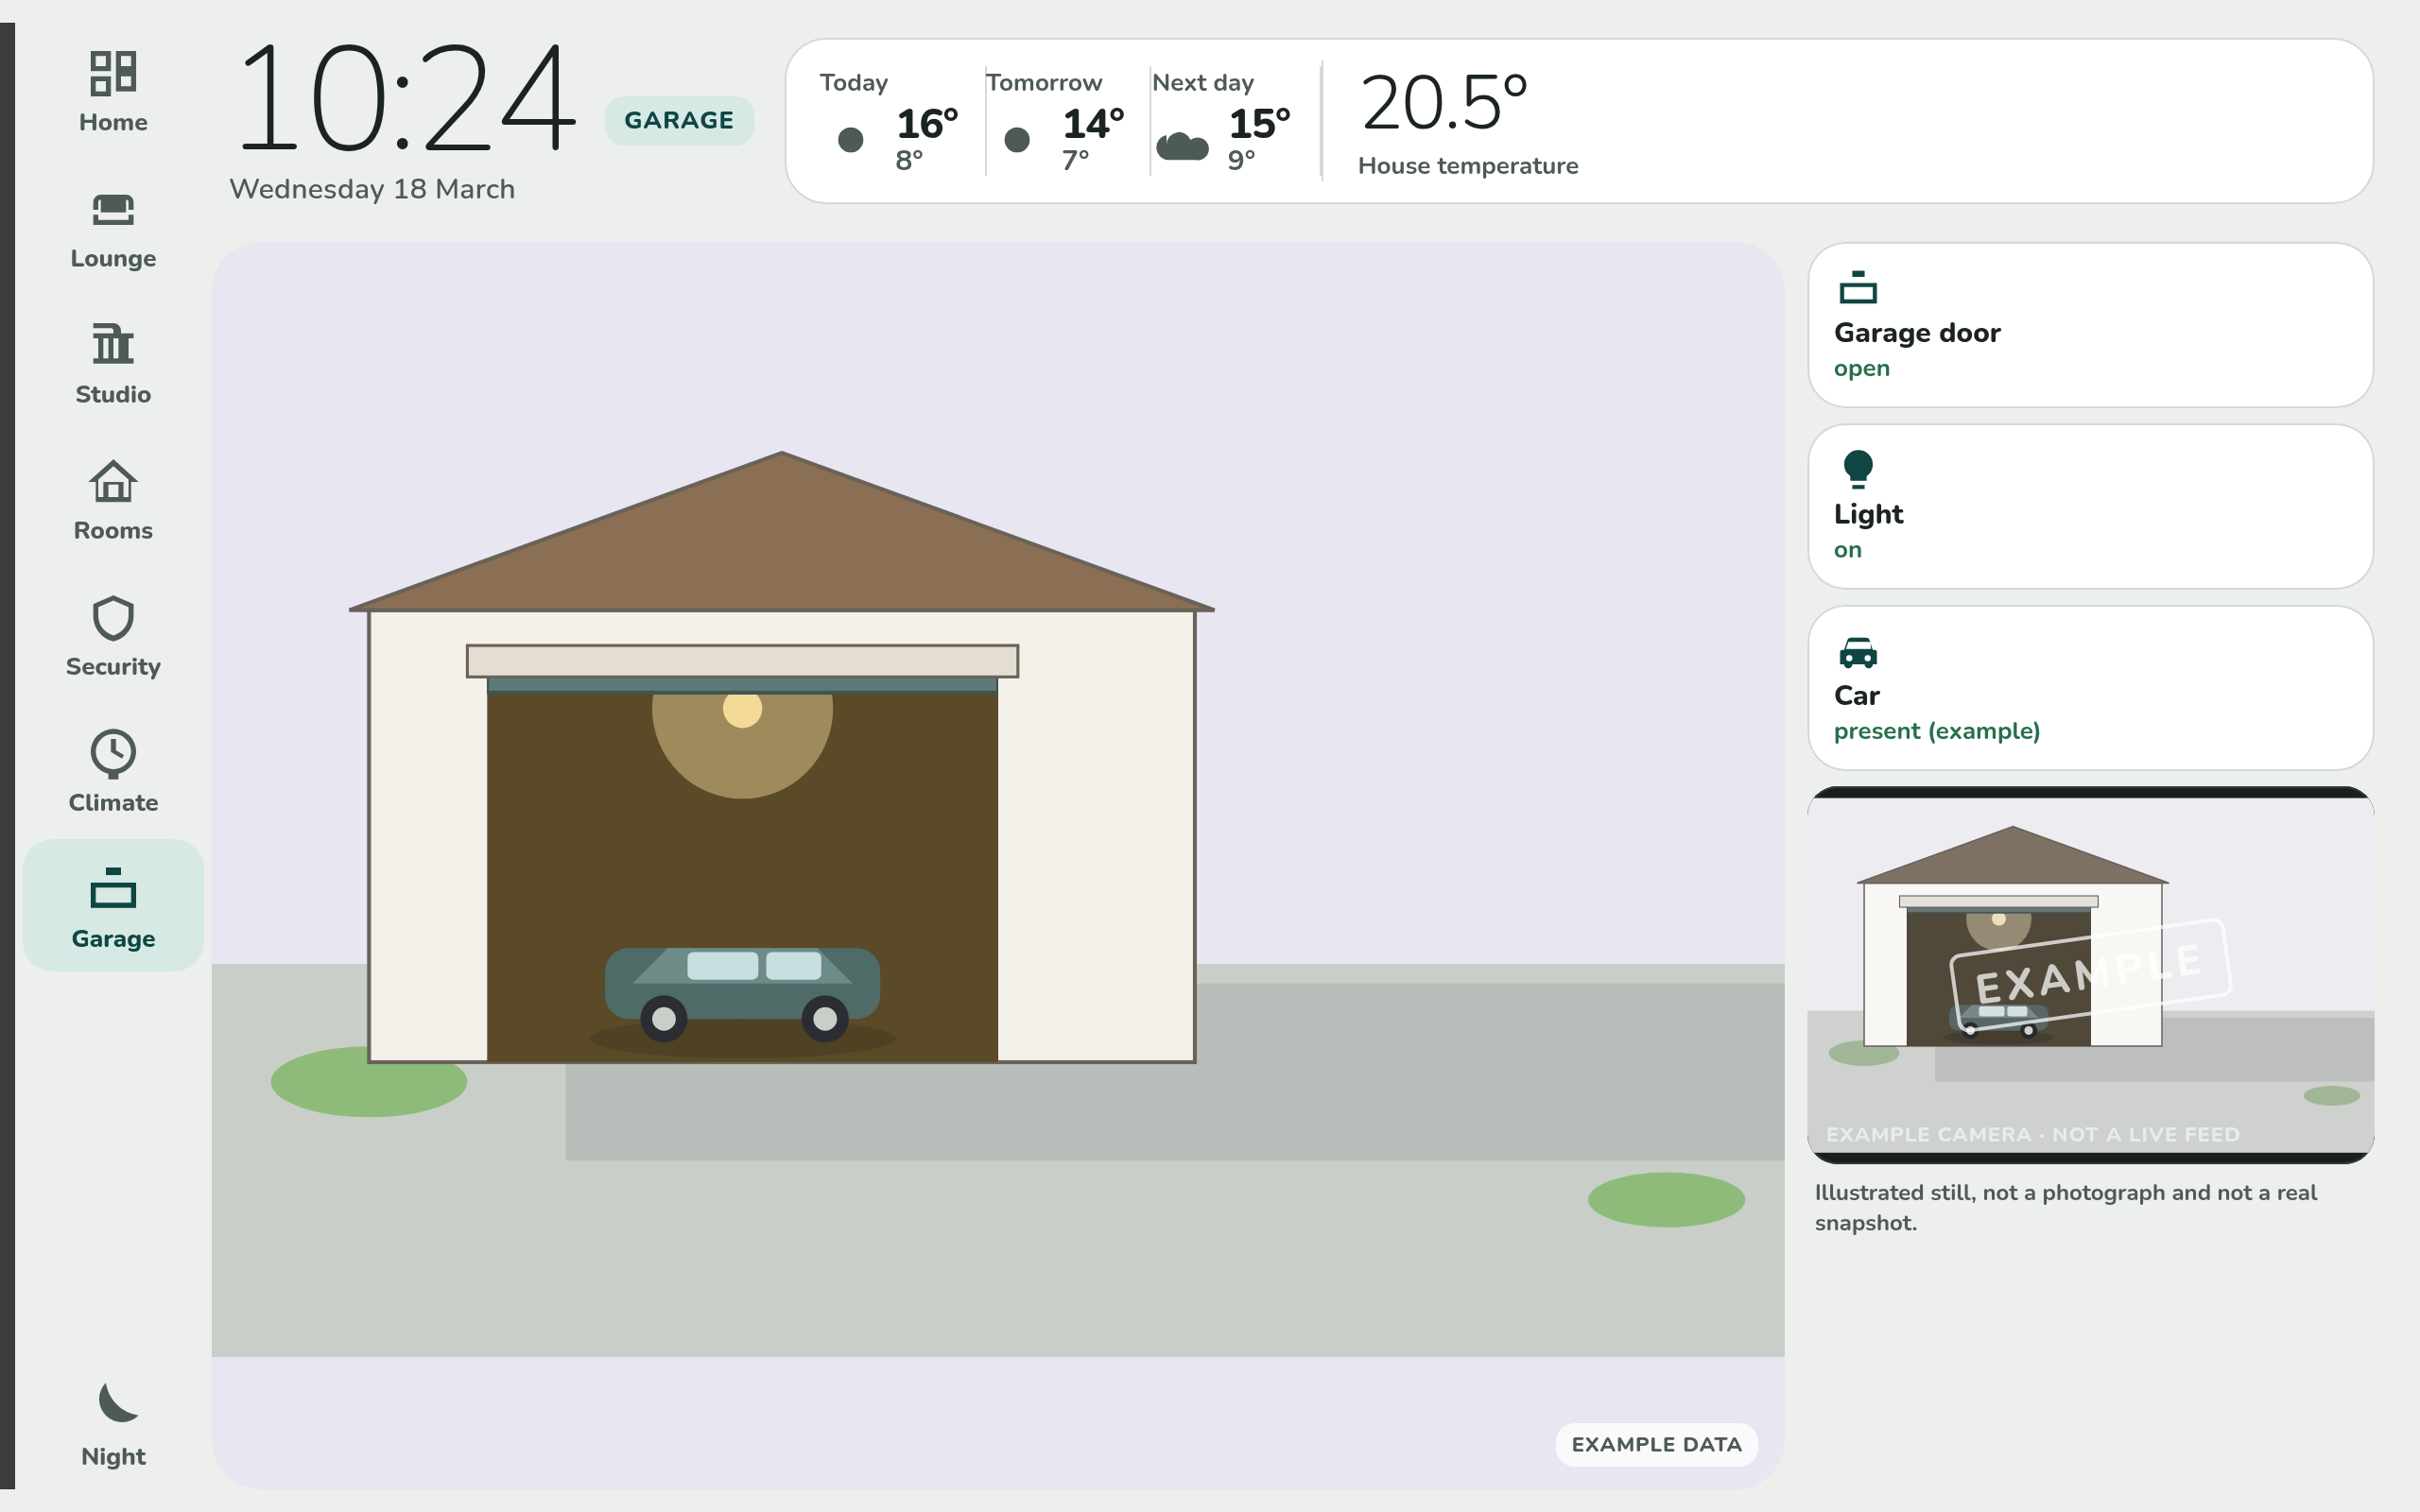 Home
Lounge
Studio
Rooms
Security
Climate
Garage
Night
10:24
GARAGE
Wednesday 18 March
Today
16°
8°
Tomorrow
14°
7°
Next day
15°
9°
20.5°
House temperature
EXAMPLE DATA
Garage door
open
Light
on
Car
present (example)
EXAMPLE
EXAMPLE CAMERA · NOT A LIVE FEED
Illustrated still, not a photograph and not a real
snapshot.